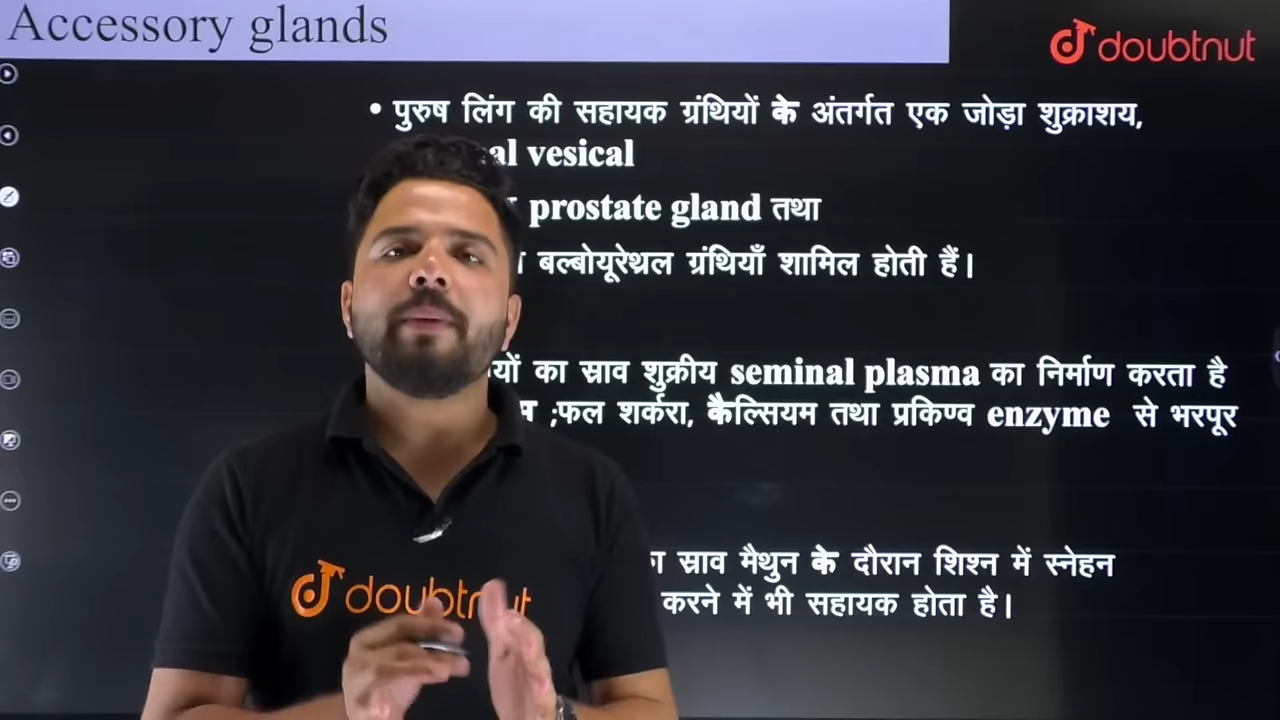 Accessory glands
doubtnut
• पुरुष लिंग की सहायक ग्रंथियों के अंतर्गत एक जोड़ा शुक्राशय,
al vesical
prostate gland तथा
बल्बोयूरेथ्रल ग्रंथियाँ शामिल होती हैं।
यों का स्राव शुक्रीय seminal plasma का निर्माण करता है
;फल शर्करा, कैल्सियम तथा प्रकिण्व enzyme से भरपूर
स्राव मैथुन के दौरान शिश्न में स्नेहन
करने में भी सहायक होता है।
doubtnut